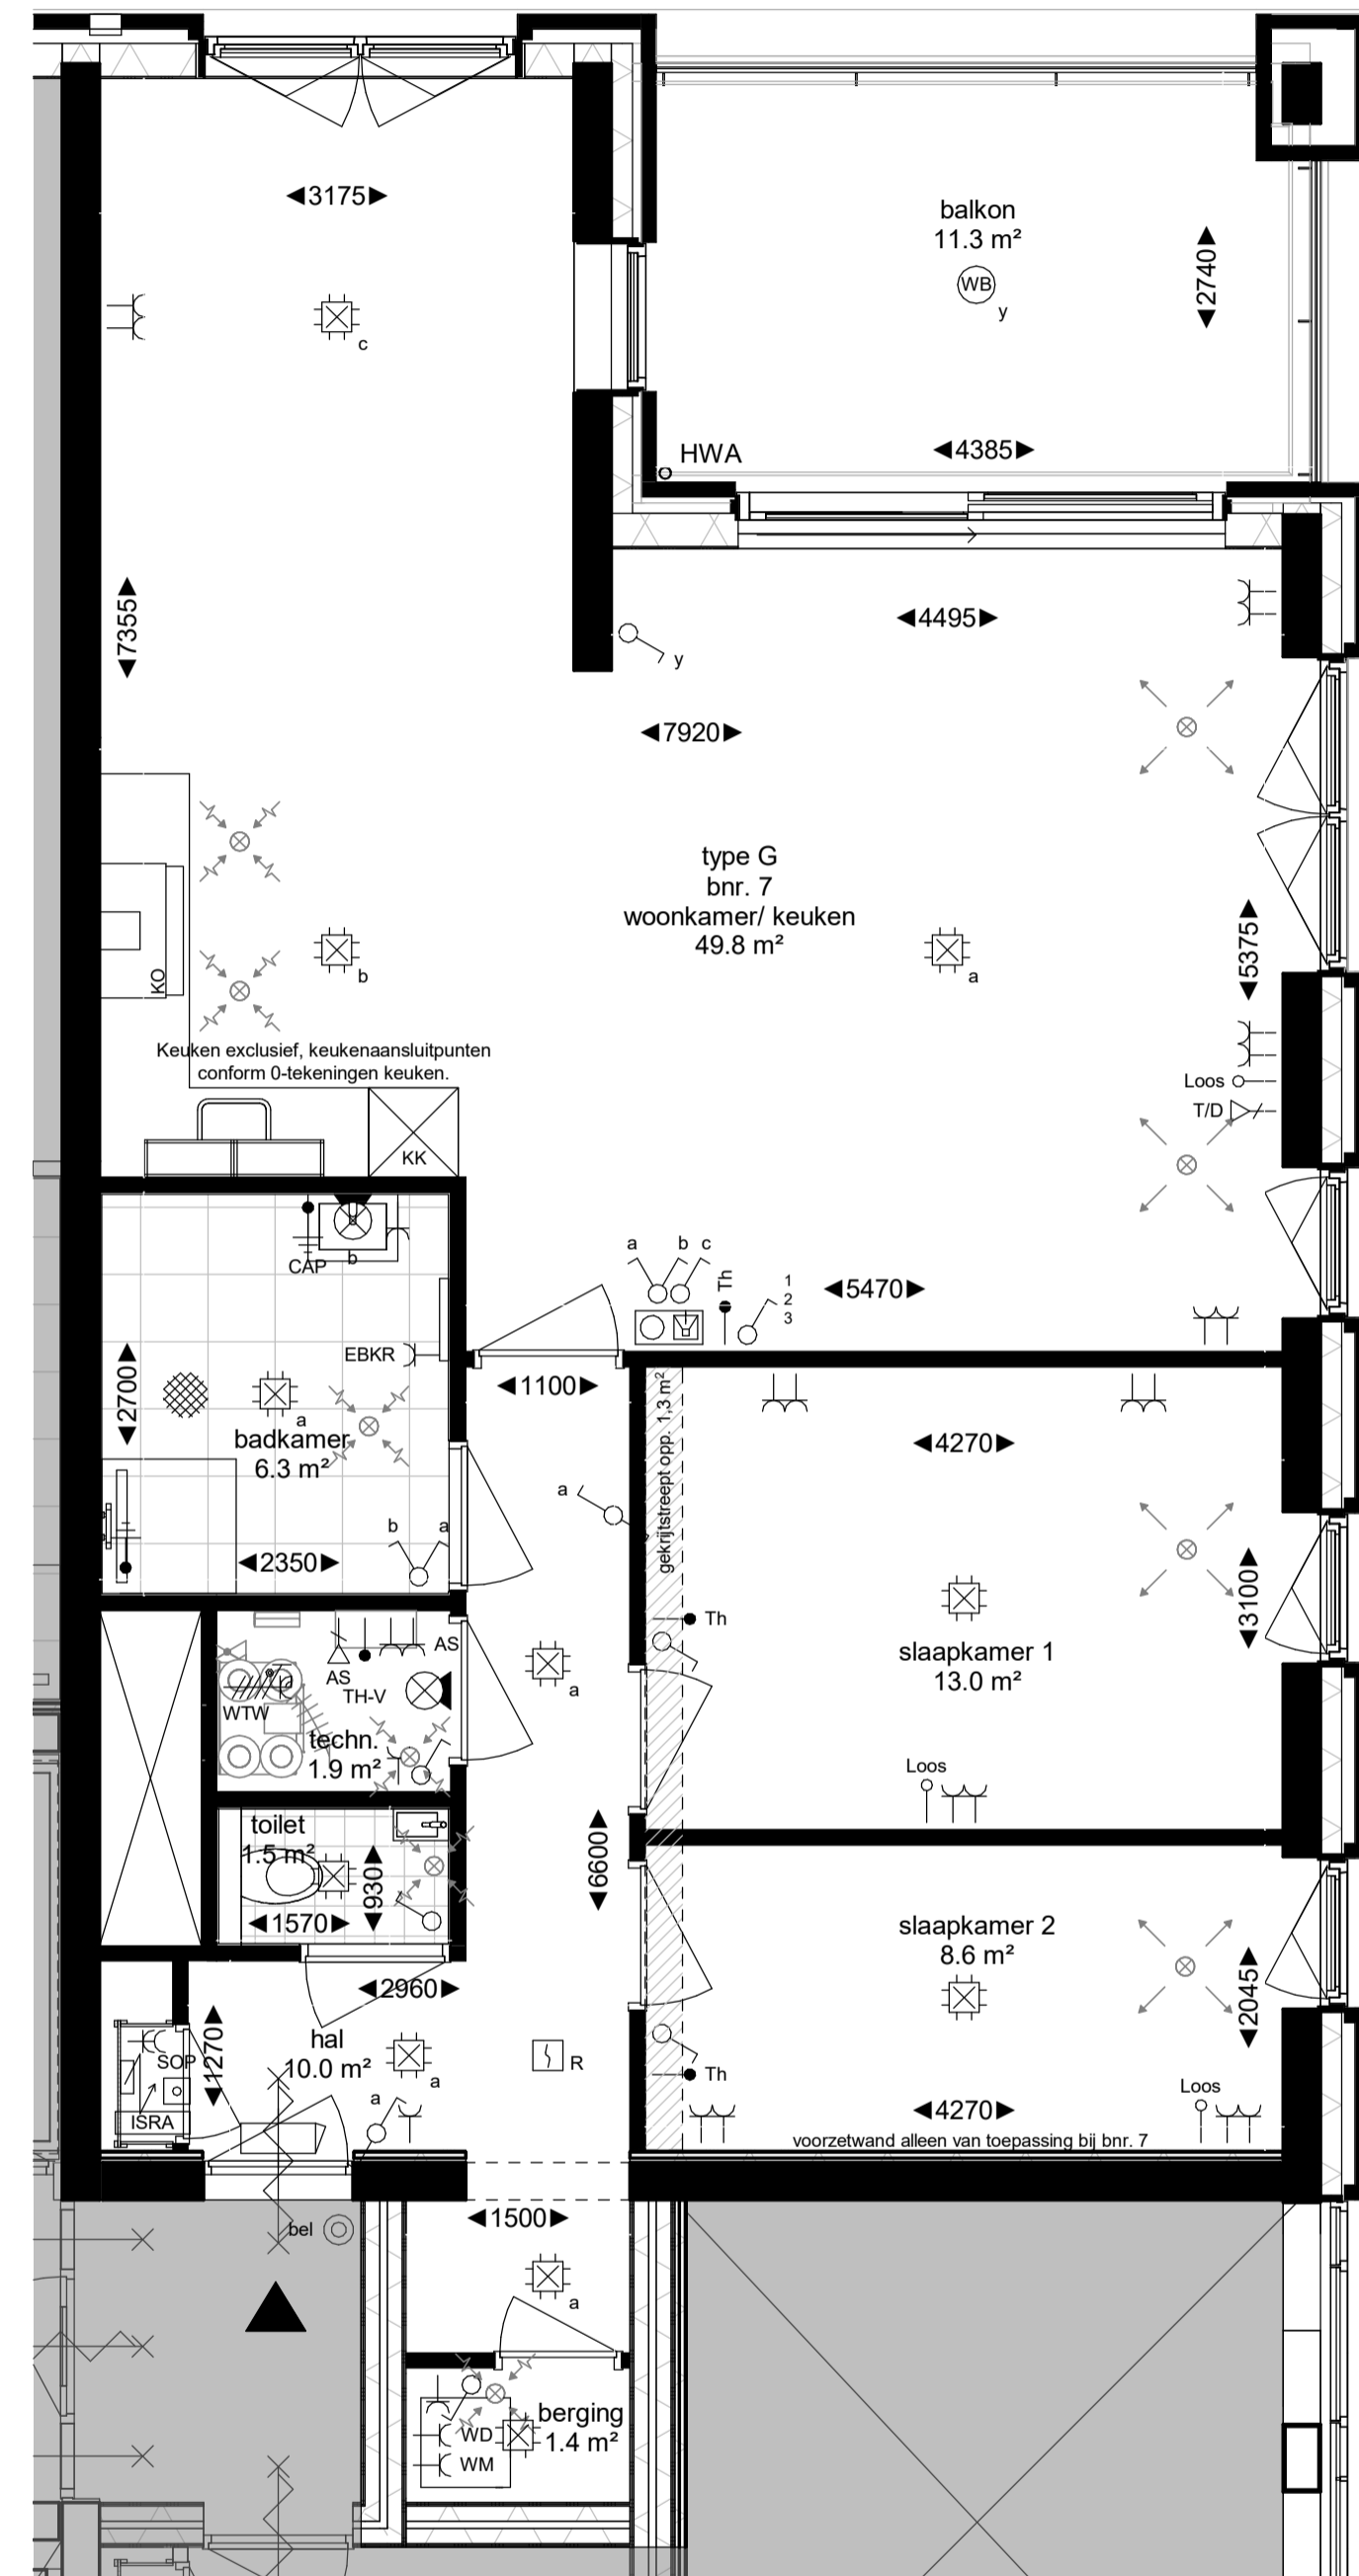 3175
balkon
11.3 m²
WB
y
2740
c
HWA
4385
7355
4495
y
7920
type G
bnr. 7
woonkamer/ keuken
49.8 m²
b
a
5375
KO
Keuken exclusief, keukenaansluitpunten
conform 0-tekeningen keuken.
Loos
T/D
KK
CAP
b
a
b c
Th
1
2
3
5470
EBKR
1100
2700
a
badkamer
6.3 m²
gekrijtstreept opp. 1,3 m²
4270
a
b
a
2350
3100
Th
AS
AS
TH-V
WTW
a
slaapkamer 1
13.0 m²
techn.
1.9 m²
Loos
toilet
1.5 m²
930
1570
6600
slaapkamer 2
8.6 m²
2960
2045
hal
10.0 m²
1270
SOP
a
R
Th
ISRA
a
Loos
4270
voorzetwand alleen van toepassing bij bnr. 7
1500
bel
a
berging
1.4 m²
WD
WM